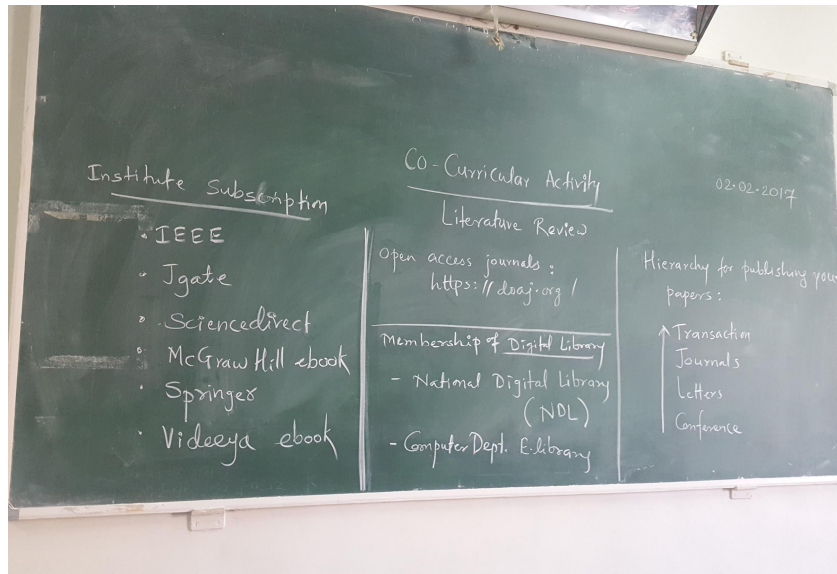 Co-Curricular Activity
02.02.2017
Literature Review
Institute Subscription
· IEEE
· Jgate
· Sciencedirect
· McGraw Hill ebook
· Springer
· Videeya ebook
Open access journals :
https://doaj.org/
Membership of Digital Library
- National Digital Library
(NDL)
- Computer Dept. E-library
Hierarchy for publishing your
papers :
Transaction
Journals
Letters
Conference